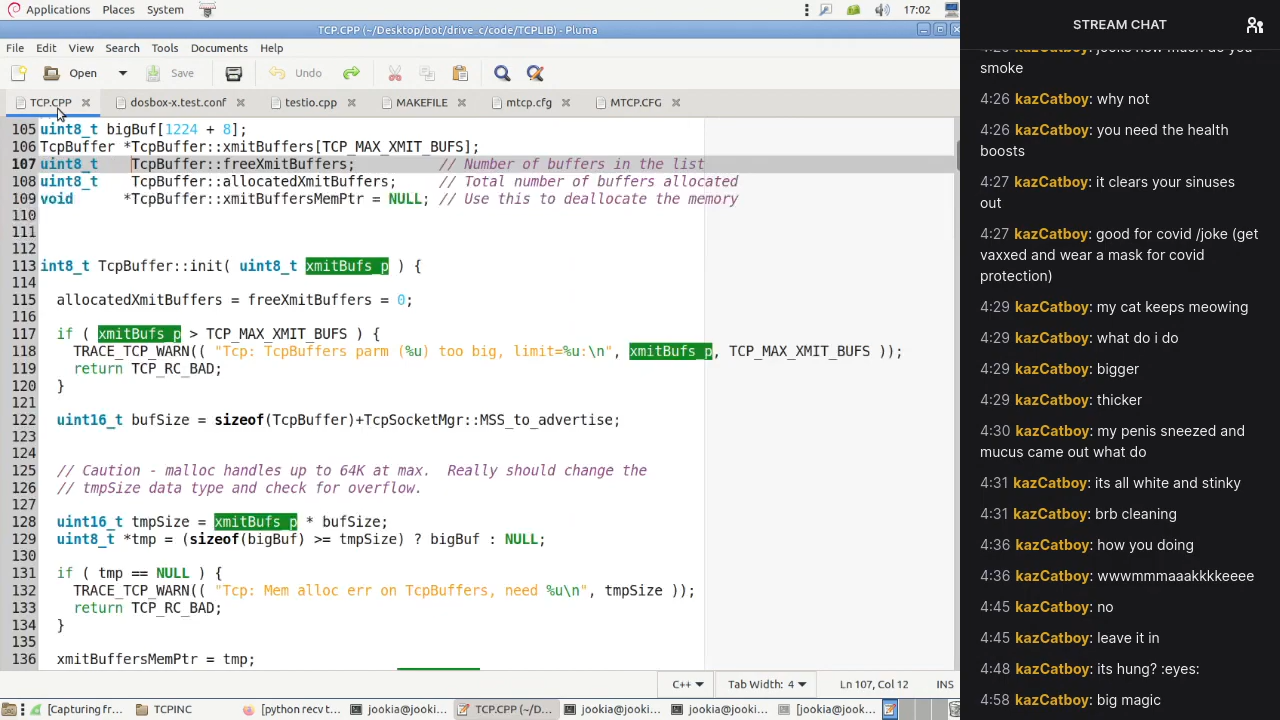 Applications Places System 17:02
TCP.CPP (~/Desktop/bot/drive_c/code/TCPLIB) - Pluma
File Edit View Search Tools Documents Help
Open Save Undo
TCP.CPP dosbox-x.test.conf testio.cpp MAKEFILE mtcp.cfg MTCP.CFG
105 uint8_t bigBuf[1224 + 8];
106 TcpBuffer *TcpBuffer::xmitBuffers[TCP_MAX_XMIT_BUFS];
107 uint8_t    TcpBuffer::freeXmitBuffers;          // Number of buffers in the list
108 uint8_t    TcpBuffer::allocatedXmitBuffers;     // Total number of buffers allocated
109 void      *TcpBuffer::xmitBuffersMemPtr = NULL; // Use this to deallocate the memory
110
111
112
113 int8_t TcpBuffer::init( uint8_t xmitBufs_p ) {
114
115   allocatedXmitBuffers = freeXmitBuffers = 0;
116
117   if ( xmitBufs_p > TCP_MAX_XMIT_BUFS ) {
118     TRACE_TCP_WARN(( "Tcp: TcpBuffers parm (%u) too big, limit=%u:\n", xmitBufs_p, TCP_MAX_XMIT_BUFS ));
119     return TCP_RC_BAD;
120   }
121
122   uint16_t bufSize = sizeof(TcpBuffer)+TcpSocketMgr::MSS_to_advertise;
123
124
125   // Caution - malloc handles up to 64K at max.  Really should change the
126   // tmpSize data type and check for overflow.
127
128   uint16_t tmpSize = xmitBufs_p * bufSize;
129   uint8_t *tmp = (sizeof(bigBuf) >= tmpSize) ? bigBuf : NULL;
130
131   if ( tmp == NULL ) {
132     TRACE_TCP_WARN(( "Tcp: Mem alloc err on TcpBuffers, need %u\n", tmpSize ));
133     return TCP_RC_BAD;
134   }
135
136   xmitBuffersMemPtr = tmp;
C++ Tab Width: 4 Ln 107, Col 12 INS
[Capturing fr... TCPINC [python recv t... jookia@jooki... TCP.CPP (~/D... jookia@jooki... jookia@jooki... [jookia@jook...
STREAM CHAT
smoke
4:26 kazCatboy: why not
4:26 kazCatboy: you need the health
boosts
4:27 kazCatboy: it clears your sinuses
out
4:27 kazCatboy: good for covid /joke (get
vaxxed and wear a mask for covid
protection)
4:29 kazCatboy: my cat keeps meowing
4:29 kazCatboy: what do i do
4:29 kazCatboy: bigger
4:29 kazCatboy: thicker
4:30 kazCatboy: my penis sneezed and
mucus came out what do
4:31 kazCatboy: its all white and stinky
4:31 kazCatboy: brb cleaning
4:36 kazCatboy: how you doing
4:36 kazCatboy: wwwmmmaaakkkkeeee
4:45 kazCatboy: no
4:45 kazCatboy: leave it in
4:48 kazCatboy: its hung? :eyes:
4:58 kazCatboy: big magic